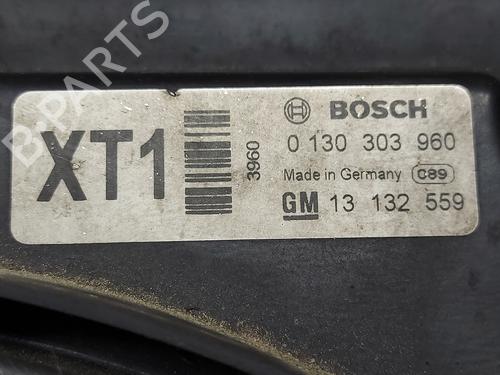 B-PARTS
XT1
3960
BOSCH
0 130 303 960
Made in Germany C89
GM 13 132 559